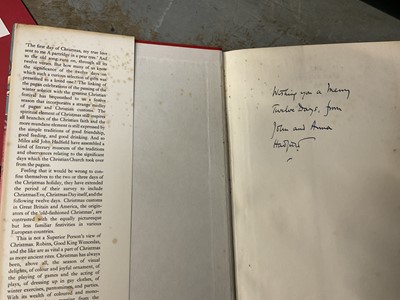 'The first day of Christmas, my true love
sent to me A partridge in a pear tree.' And
so the old song runs on, through all its
twelve verses. But how many of us know
the significance of the twelve days on
which such a curious selection of gifts was
presented to the loved one? The linking of
the pagan celebrations of the passing of the
winter solstice with the greatest Christian
festival has bequeathed to us a festive
season that incorporates a strange medley
of pagan and Christian customs. The
spiritual element of Christmas still inspires
all branches of the Christian faith and the
more mundane element is still expressed by
the simple traditions of good friendship,
good feeding, and good drinking. And so
Miles and John Hadfield have assembled a
kind of literary museum of the traditions
and observances relating to the significant
days which the Christian Church took over
from the pagans.
Feeling that it would be wrong to con-
fine themselves to the two or three days of
the Christmas holiday, they have extended
the period of their survey to include
Christmas Eve, Christmas Day itself, and the
following twelve days. Christmas customs
in Great Britain and America, the origin-
ators of the 'old-fashioned Christmas', are
contrasted with the equally picturesque
but less familiar festivities in various
European countries.
This is not a Superior Person's view of
Christmas. Robins, Good King Wenceslas,
and the like are as vital a part of Christmas
as more ancient rites. Christmas has always
been, above all, the season of visual
delights, of colour and joyful ornament, of
the playing of games and the acting of
plays, of dressing up in gay clothes, of
winter exercises, pantomimes, and parties.
With its wealth of coloured and mono-
Wishing you a Merry
Twelve Days, from
John and Anna
Hadfield